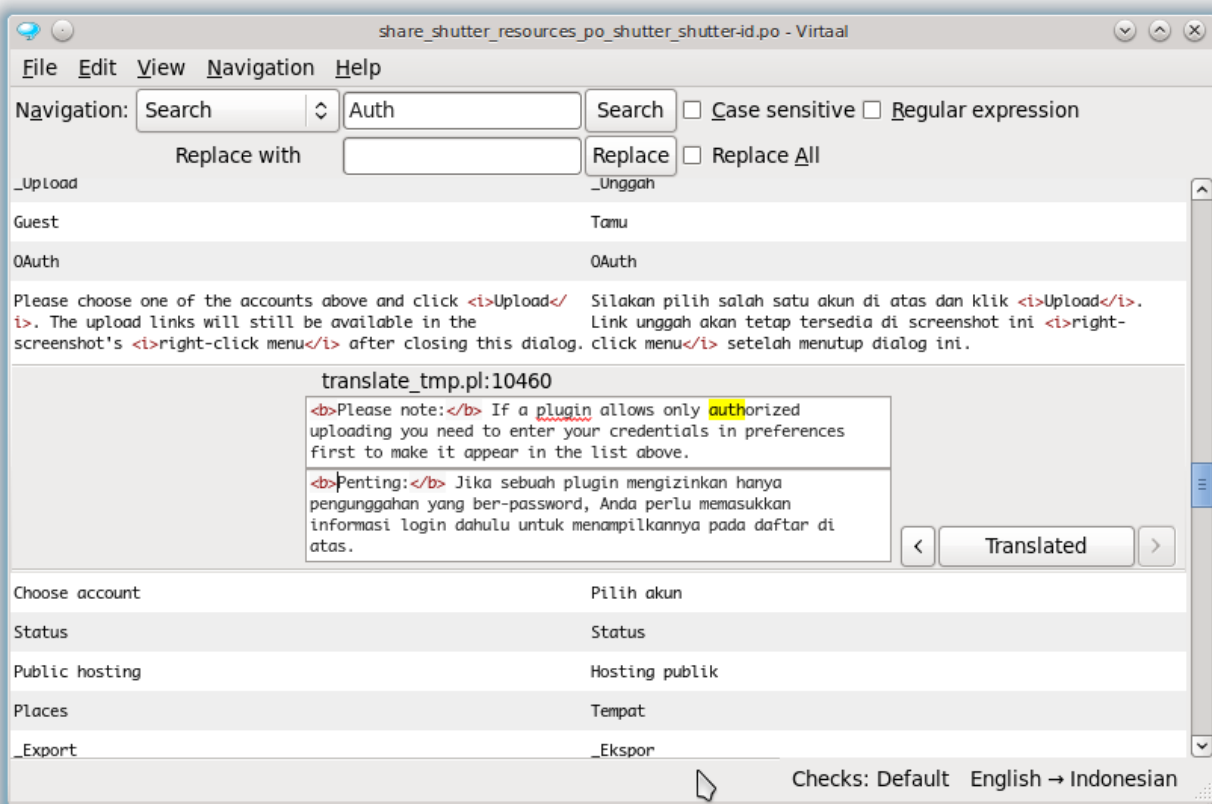 share_shutter_resources_po_shutter_shutter-id.po - Virtaal
File Edit View Navigation Help
Navigation: Search Auth Search Case sensitive Regular expression
Replace with Replace Replace All
_Upload _Unggah
Guest Tamu
OAuth OAuth
Please choose one of the accounts above and click <i>Upload</ Silakan pilih salah satu akun di atas dan klik <i>Upload</i>.
i>. The upload links will still be available in the Link unggah akan tetap tersedia di screenshot ini <i>right-
screenshot's <i>right-click menu</i> after closing this dialog. click menu</i> setelah menutup dialog ini.
translate_tmp.pl:10460
<b>Please note:</b> If a plugin allows only authorized
uploading you need to enter your credentials in preferences
first to make it appear in the list above.
<b>Penting:</b> Jika sebuah plugin mengizinkan hanya
pengunggahan yang ber-password, Anda perlu memasukkan
informasi login dahulu untuk menampilkannya pada daftar di
atas.
< Translated >
Choose account Pilih akun
Status Status
Public hosting Hosting publik
Places Tempat
_Export _Ekspor
Checks: Default English → Indonesian